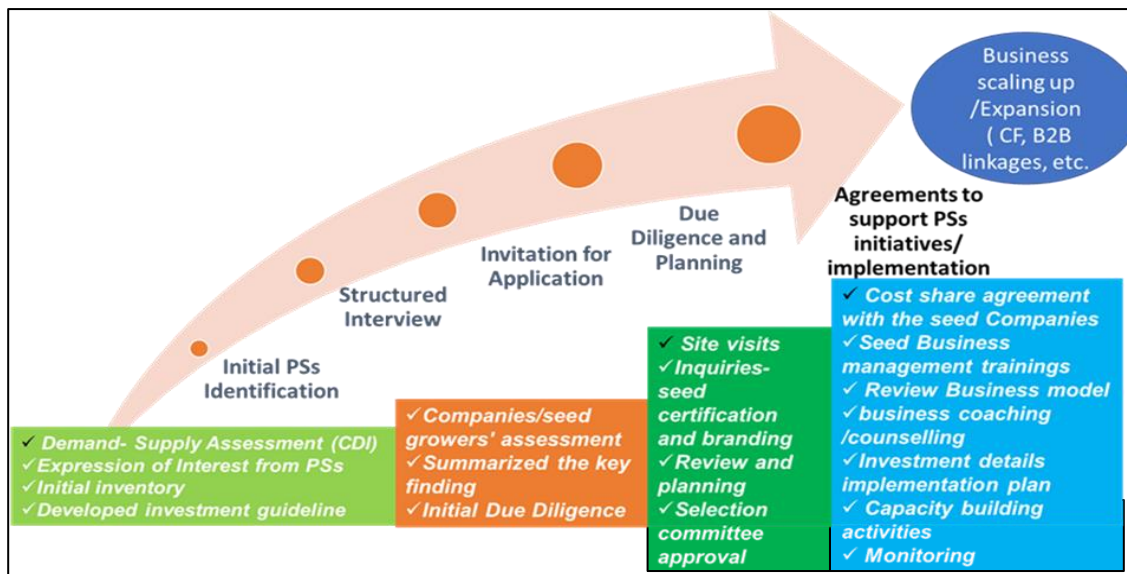 Business
scaling up
/Expansion
( CF, B2B
linkages, etc.
Initial PSs
Identification
Structured
Interview
Invitation for
Application
Due
Diligence and
Planning
Agreements to
support PSs
initiatives/
implementation
✓ Demand- Supply Assessment (CDI)
✓Expression of Interest from PSs
✓Initial inventory
✓Developed investment guideline
✓Companies/seed
growers' assessment
✓Summarized the key
finding
✓Initial Due Diligence
✓ Site visits
✓Inquiries-
seed
certification
and branding
✓Review and
planning
✓Selection
committee
approval
✓ Cost share agreement
with the seed Companies
✓Seed Business
management trainings
✓ Review Business model
✓business coaching
/counselling
✓Investment details
implementation plan
✓ Capacity building
activities
✓ Monitoring